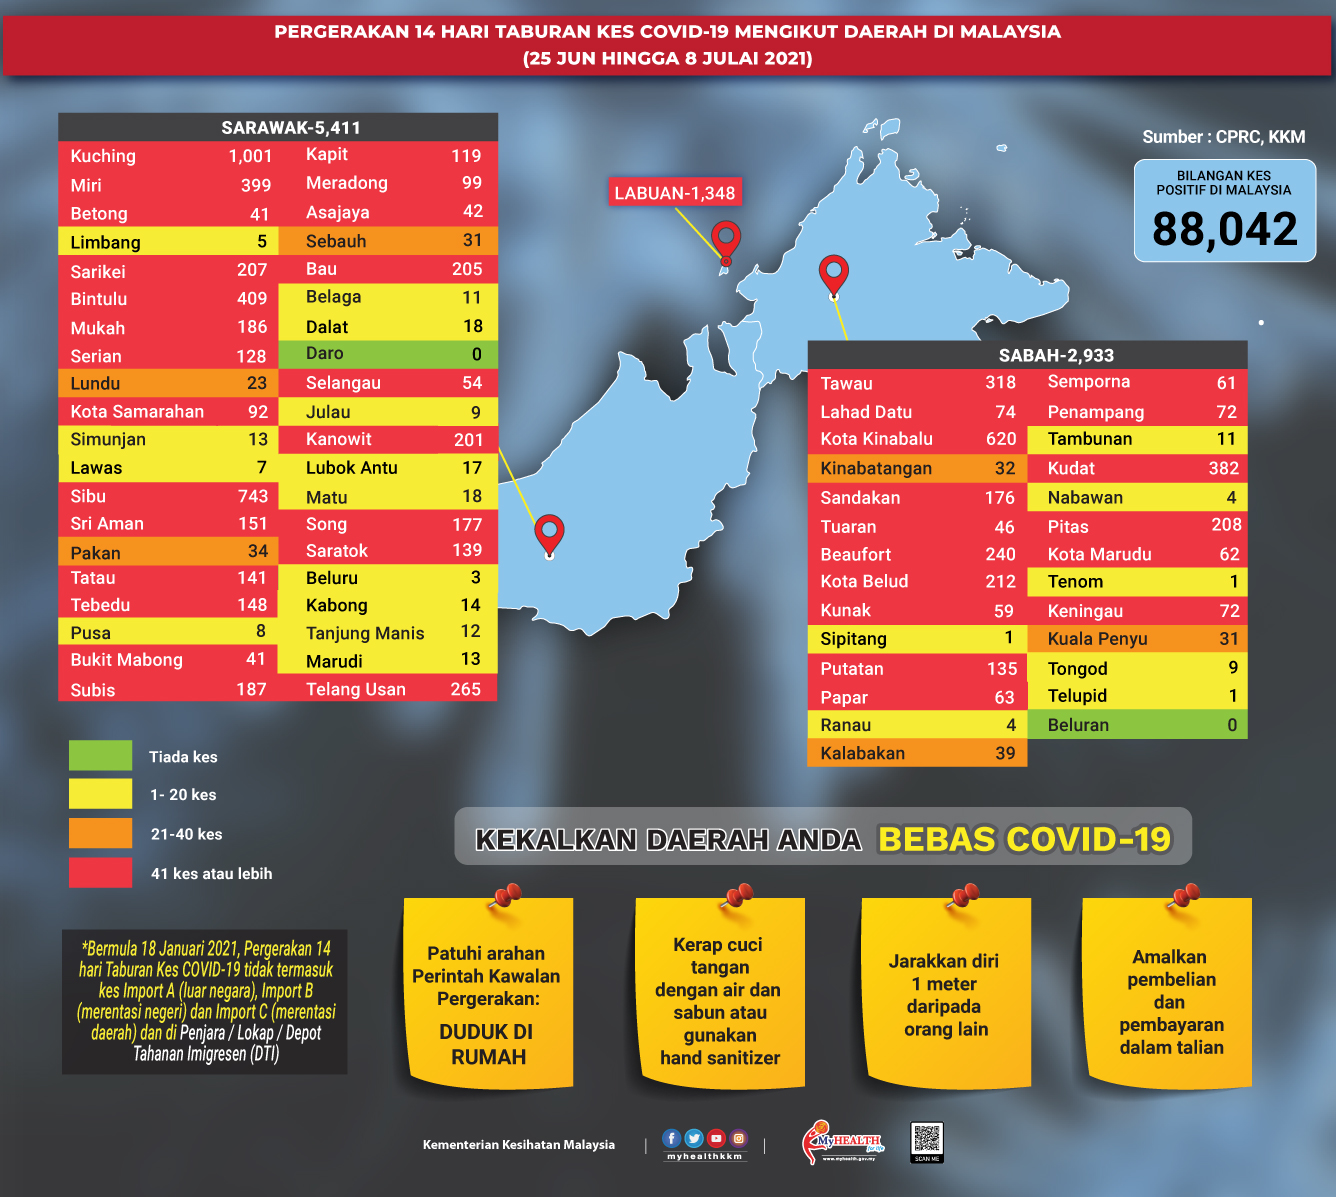 PERGERAKAN 14 HARI TABURAN KES COVID-19 MENGIKUT DAERAH DI MALAYSIA
(25 JUN HINGGA 8 JULAI 2021)
Sumber : CPRC, KKM
BILANGAN KES
POSITIF DI MALAYSIA
88,042
LABUAN-1,348
SARAWAK-5,411
Kuching 1,001 Kapit 119
Miri 399 Meradong 99
Betong 41 Asajaya 42
Limbang 5 Sebauh 31
Sarikei 207 Bau 205
Bintulu 409 Belaga 11
Mukah 186 Dalat 18
Serian 128 Daro 0
Lundu 23 Selangau 54
Kota Samarahan 92 Julau 9
Simunjan 13 Kanowit 201
Lawas 7 Lubok Antu 17
Sibu 743 Matu 18
Sri Aman 151 Song 177
Pakan 34 Saratok 139
Tatau 141 Beluru 3
Tebedu 148 Kabong 14
Pusa 8 Tanjung Manis 12
Bukit Mabong 41 Marudi 13
Subis 187 Telang Usan 265
SABAH-2,933
Tawau 318 Semporna 61
Lahad Datu 74 Penampang 72
Kota Kinabalu 620 Tambunan 11
Kinabatangan 32 Kudat 382
Sandakan 176 Nabawan 4
Tuaran 46 Pitas 208
Beaufort 240 Kota Marudu 62
Kota Belud 212 Tenom 1
Kunak 59 Keningau 72
Sipitang 1 Kuala Penyu 31
Putatan 135 Tongod 9
Papar 63 Telupid 1
Ranau 4 Beluran 0
Kalabakan 39
Tiada kes
1- 20 kes
21-40 kes
41 kes atau lebih
*Bermula 18 Januari 2021, Pergerakan 14
hari Taburan Kes COVID-19 tidak termasuk
kes Import A (luar negara), Import B
(merentasi negeri) dan Import C (merentasi
daerah) dan di Penjara / Lokap / Depot
Tahanan Imigresen (DTI)
KEKALKAN DAERAH ANDA BEBAS COVID-19
Patuhi arahan
Perintah Kawalan
Pergerakan:
DUDUK DI
RUMAH
Kerap cuci
tangan
dengan air dan
sabun atau
gunakan
hand sanitizer
Jarakkan diri
1 meter
daripada
orang lain
Amalkan
pembelian
dan
pembayaran
dalam talian
Kementerian Kesihatan Malaysia
myhealthkkm
MyHEALTH
for life
www.myhealth.gov.my
SCAN ME